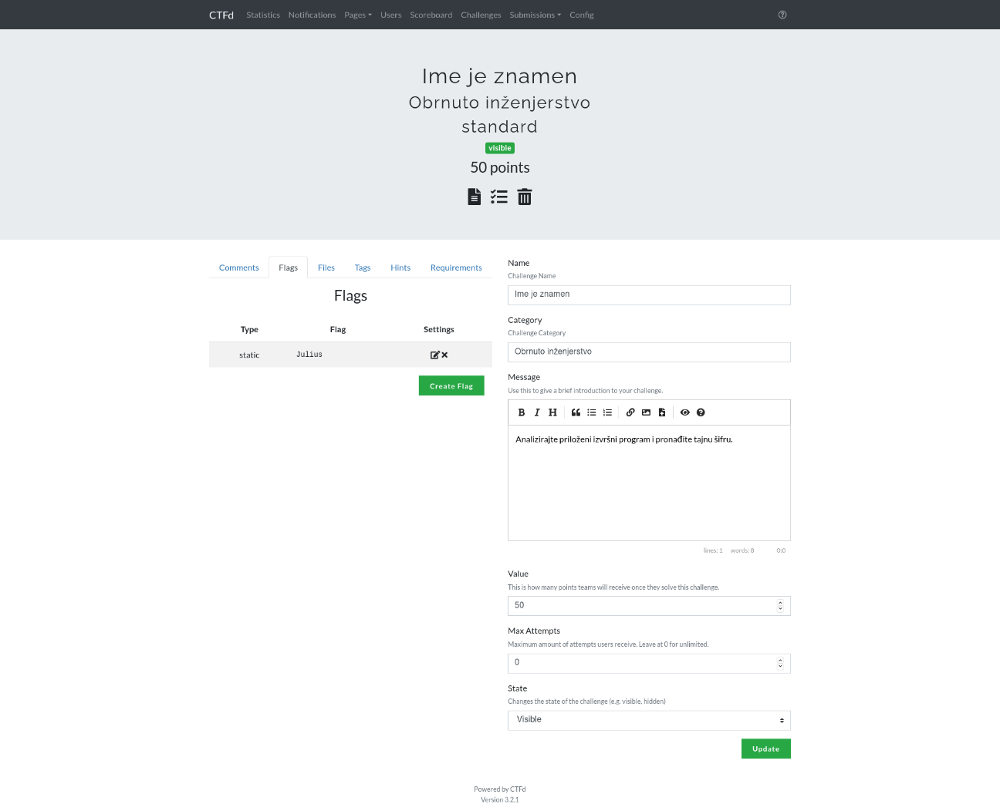 CTFd Statistics Notifications Pages Users Scoreboard Challenges Submissions Config
Ime je znamen
Obrnuto inženjerstvo
standard
visible
50 points
Comments Flags Files Tags Hints Requirements
Flags
Type Flag Settings
static Julius
Create Flag
Name
Challenge Name
Ime je znamen
Category
Challenge Category
Obrnuto inženjerstvo
Message
Use this to give a brief introduction to your challenge.
B I H
Analizirajte priloženi izvršni program i pronađite tajnu šifru.
lines: 1 words: 8 0:0
Value
This is how many points teams will receive once they solve this challenge.
50
Max Attempts
Maximum amount of attempts users receive. Leave at 0 for unlimited.
0
State
Changes the state of the challenge (e.g. visible, hidden)
Visible
Update
Powered by CTFd
Version 3.2.1